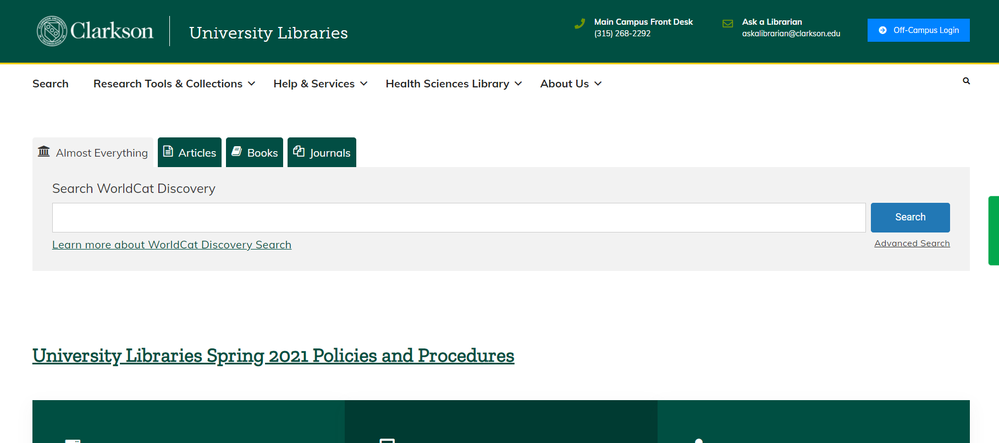 Clarkson
University Libraries
Main Campus Front Desk
(315) 268-2292
Ask a Librarian
askalibrarian@clarkson.edu
Off-Campus Login
Search
Research Tools & Collections
Help & Services
Health Sciences Library
About Us
Almost Everything
Articles
Books
Journals
Search WorldCat Discovery
Search
Learn more about WorldCat Discovery Search
Advanced Search
University Libraries Spring 2021 Policies and Procedures